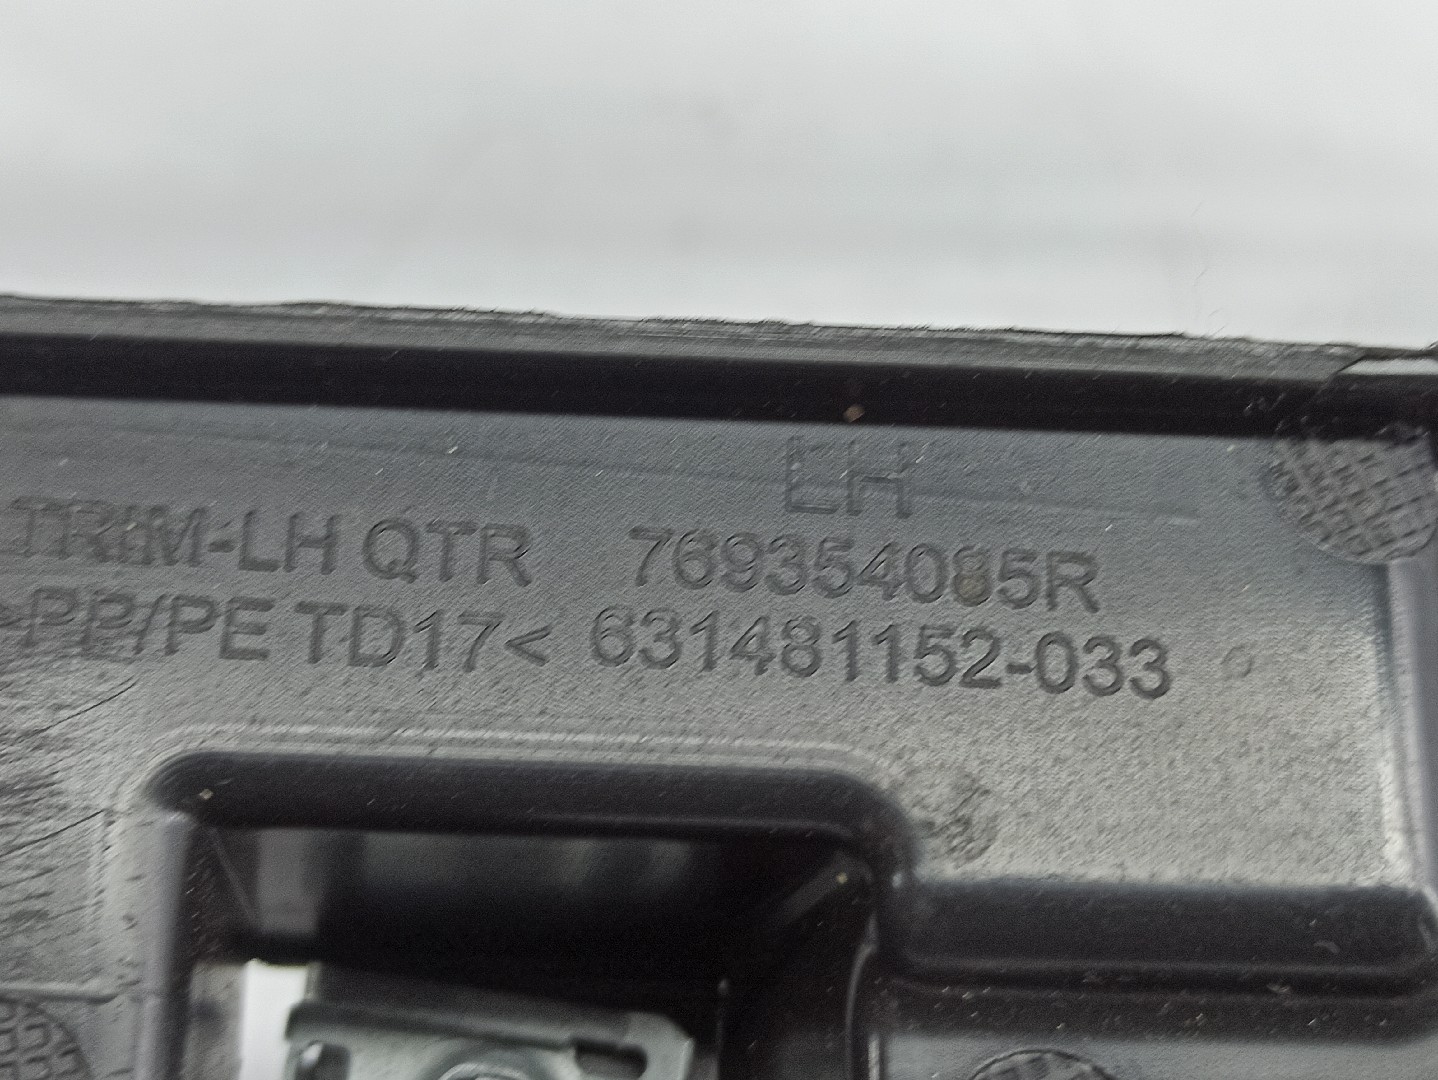 LH
TRIM-LH QTR 769354085R
>PP/PE TD17< 631481152-033